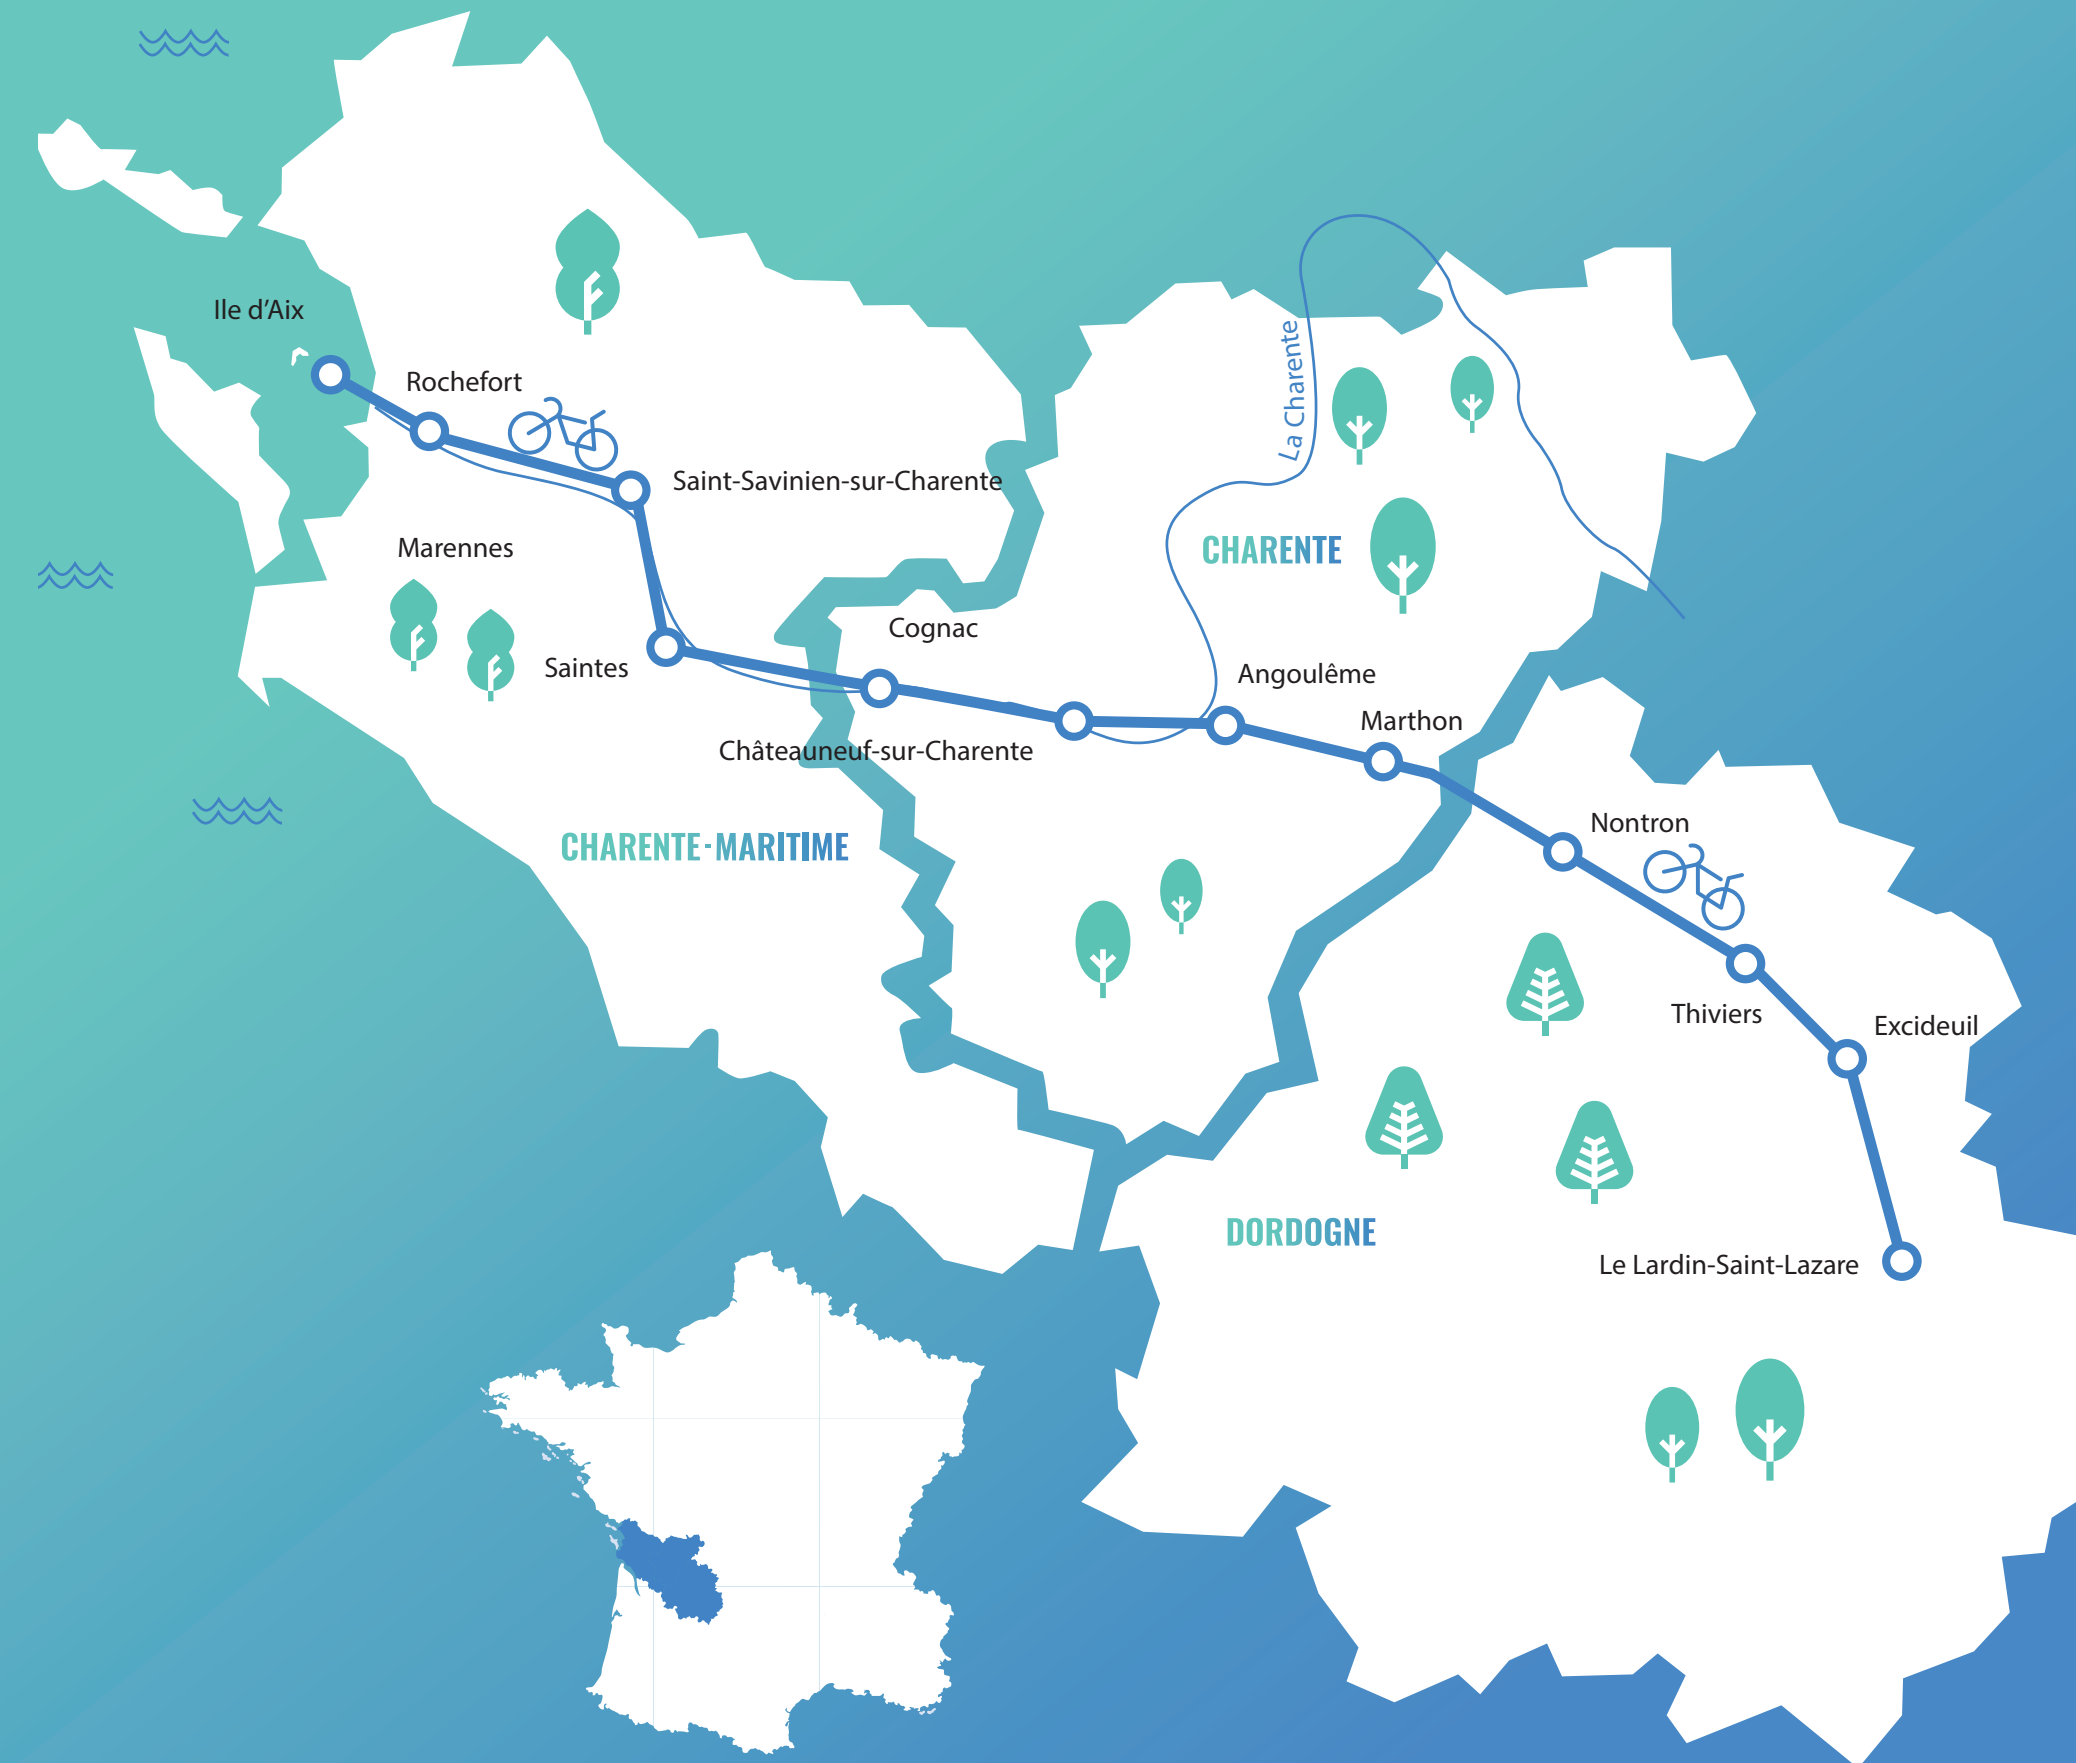 Ile d'Aix
Rochefort
La Charente
Saint-Savinien-sur-Charente
Marennes
CHARENTE
Cognac
Saintes
Angoulême
Marthon
Châteauneuf-sur-Charente
Nontron
CHARENTE-MARITIME
Thiviers
Excideuil
DORDOGNE
Le Lardin-Saint-Lazare